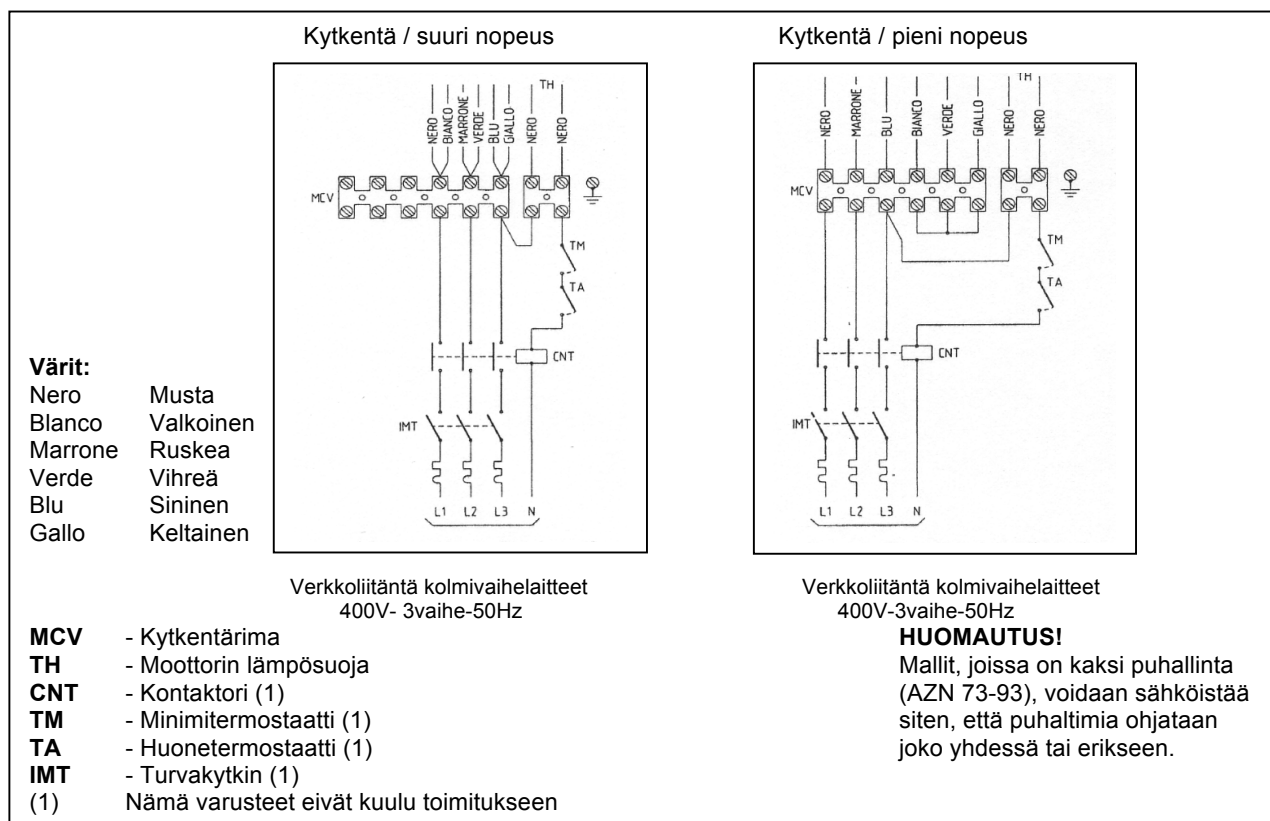 Kytkentä / suuri nopeus
Kytkentä / pieni nopeus
TH
NERO
BIANCO
MARRONE
VERDE
BLU
GIALLO
NERO
NERO
MCV
TM
TA
CNT
IMT
L1 L2 L3 N
TH
NERO
MARRONE
BLU
BIANCO
VERDE
GIALLO
NERO
NERO
MCV
TM
TA
CNT
IMT
L1 L2 L3 N
Värit:
Nero Musta
Blanco Valkoinen
Marrone Ruskea
Verde Vihreä
Blu Sininen
Gallo Keltainen
Verkkoliitäntä kolmivaihelaitteet
400V- 3vaihe-50Hz
Verkkoliitäntä kolmivaihelaitteet
400V-3vaihe-50Hz
MCV - Kytkentärima
TH - Moottorin lämpösuoja
CNT - Kontaktori (1)
TM - Minimitermostaatti (1)
TA - Huonetermostaatti (1)
IMT - Turvakytkin (1)
(1) Nämä varusteet eivät kuulu toimitukseen
HUOMAUTUS!
Mallit, joissa on kaksi puhallinta
(AZN 73-93), voidaan sähköistää
siten, että puhaltimia ohjataan
joko yhdessä tai erikseen.